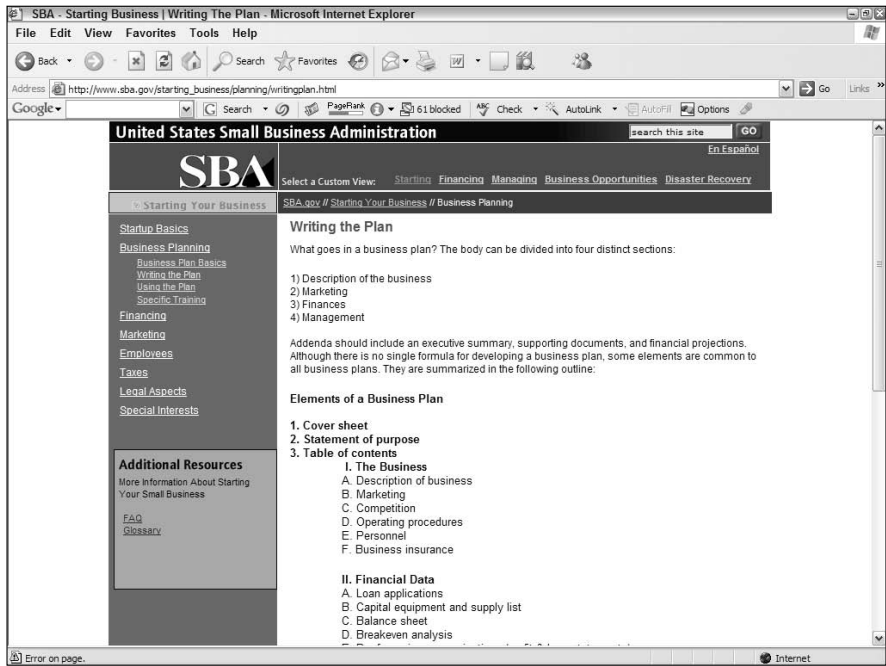 SBA - Starting Business | Writing The Plan - Microsoft Internet Explorer
File Edit View Favorites Tools Help
Back Search Favorites
Address http://www.sba.gov/starting_business/planning/writingplan.html Go Links »
Google Search PageRank 61 blocked ABC Check AutoLink AutoFill Options
United States Small Business Administration search this site GO
En Español
SBA Select a Custom View: Starting Financing Managing Business Opportunities Disaster Recovery
Starting Your Business
SBA.gov // Starting Your Business // Business Planning
Startup Basics
Business Planning
Business Plan Basics
Writing the Plan
Using the Plan
Specific Training
Financing
Marketing
Employees
Taxes
Legal Aspects
Special Interests
Additional Resources
More Information About Starting
Your Small Business
FAQ
Glossary
Writing the Plan
What goes in a business plan? The body can be divided into four distinct sections:
1) Description of the business
2) Marketing
3) Finances
4) Management
Addenda should include an executive summary, supporting documents, and financial projections.
Although there is no single formula for developing a business plan, some elements are common to
all business plans. They are summarized in the following outline:
Elements of a Business Plan
1. Cover sheet
2. Statement of purpose
3. Table of contents
I. The Business
A. Description of business
B. Marketing
C. Competition
D. Operating procedures
E. Personnel
F. Business insurance
II. Financial Data
A. Loan applications
B. Capital equipment and supply list
C. Balance sheet
D. Breakeven analysis
Error on page. Internet